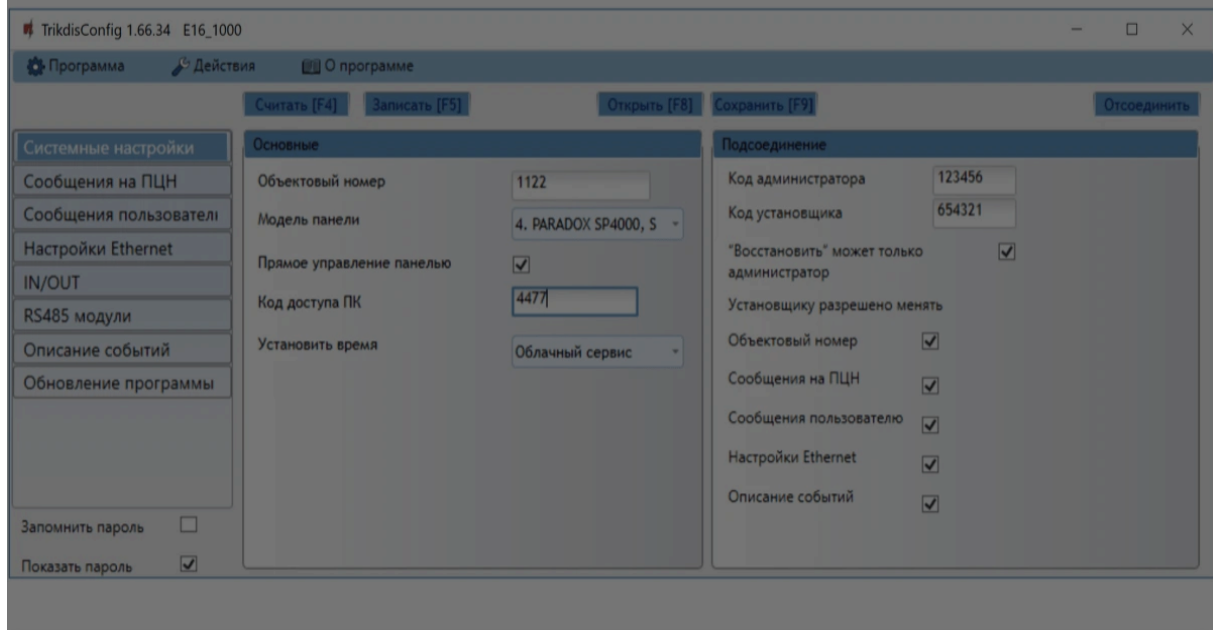 TrikdisConfig 1.66.34 E16_1000
Программа Действия О программе
Считать [F4] Записать [F5] Открыть [F8] Сохранить [F9] Отсоединить
Системные настройки
Сообщения на ПЦН
Сообщения пользователю
Настройки Ethernet
IN/OUT
RS485 модули
Описание событий
Обновление программы
Запомнить пароль
Показать пароль
Основные
Объектовый номер 1122
Модель панели 4. PARADOX SP4000, S
Прямое управление панелью
Код доступа ПК 4477
Установить время Облачный сервис
Подсоединение
Код администратора 123456
Код установщика 654321
"Восстановить" может только
администратор
Установщику разрешено менять
Объектовый номер
Сообщения на ПЦН
Сообщения пользователю
Настройки Ethernet
Описание событий